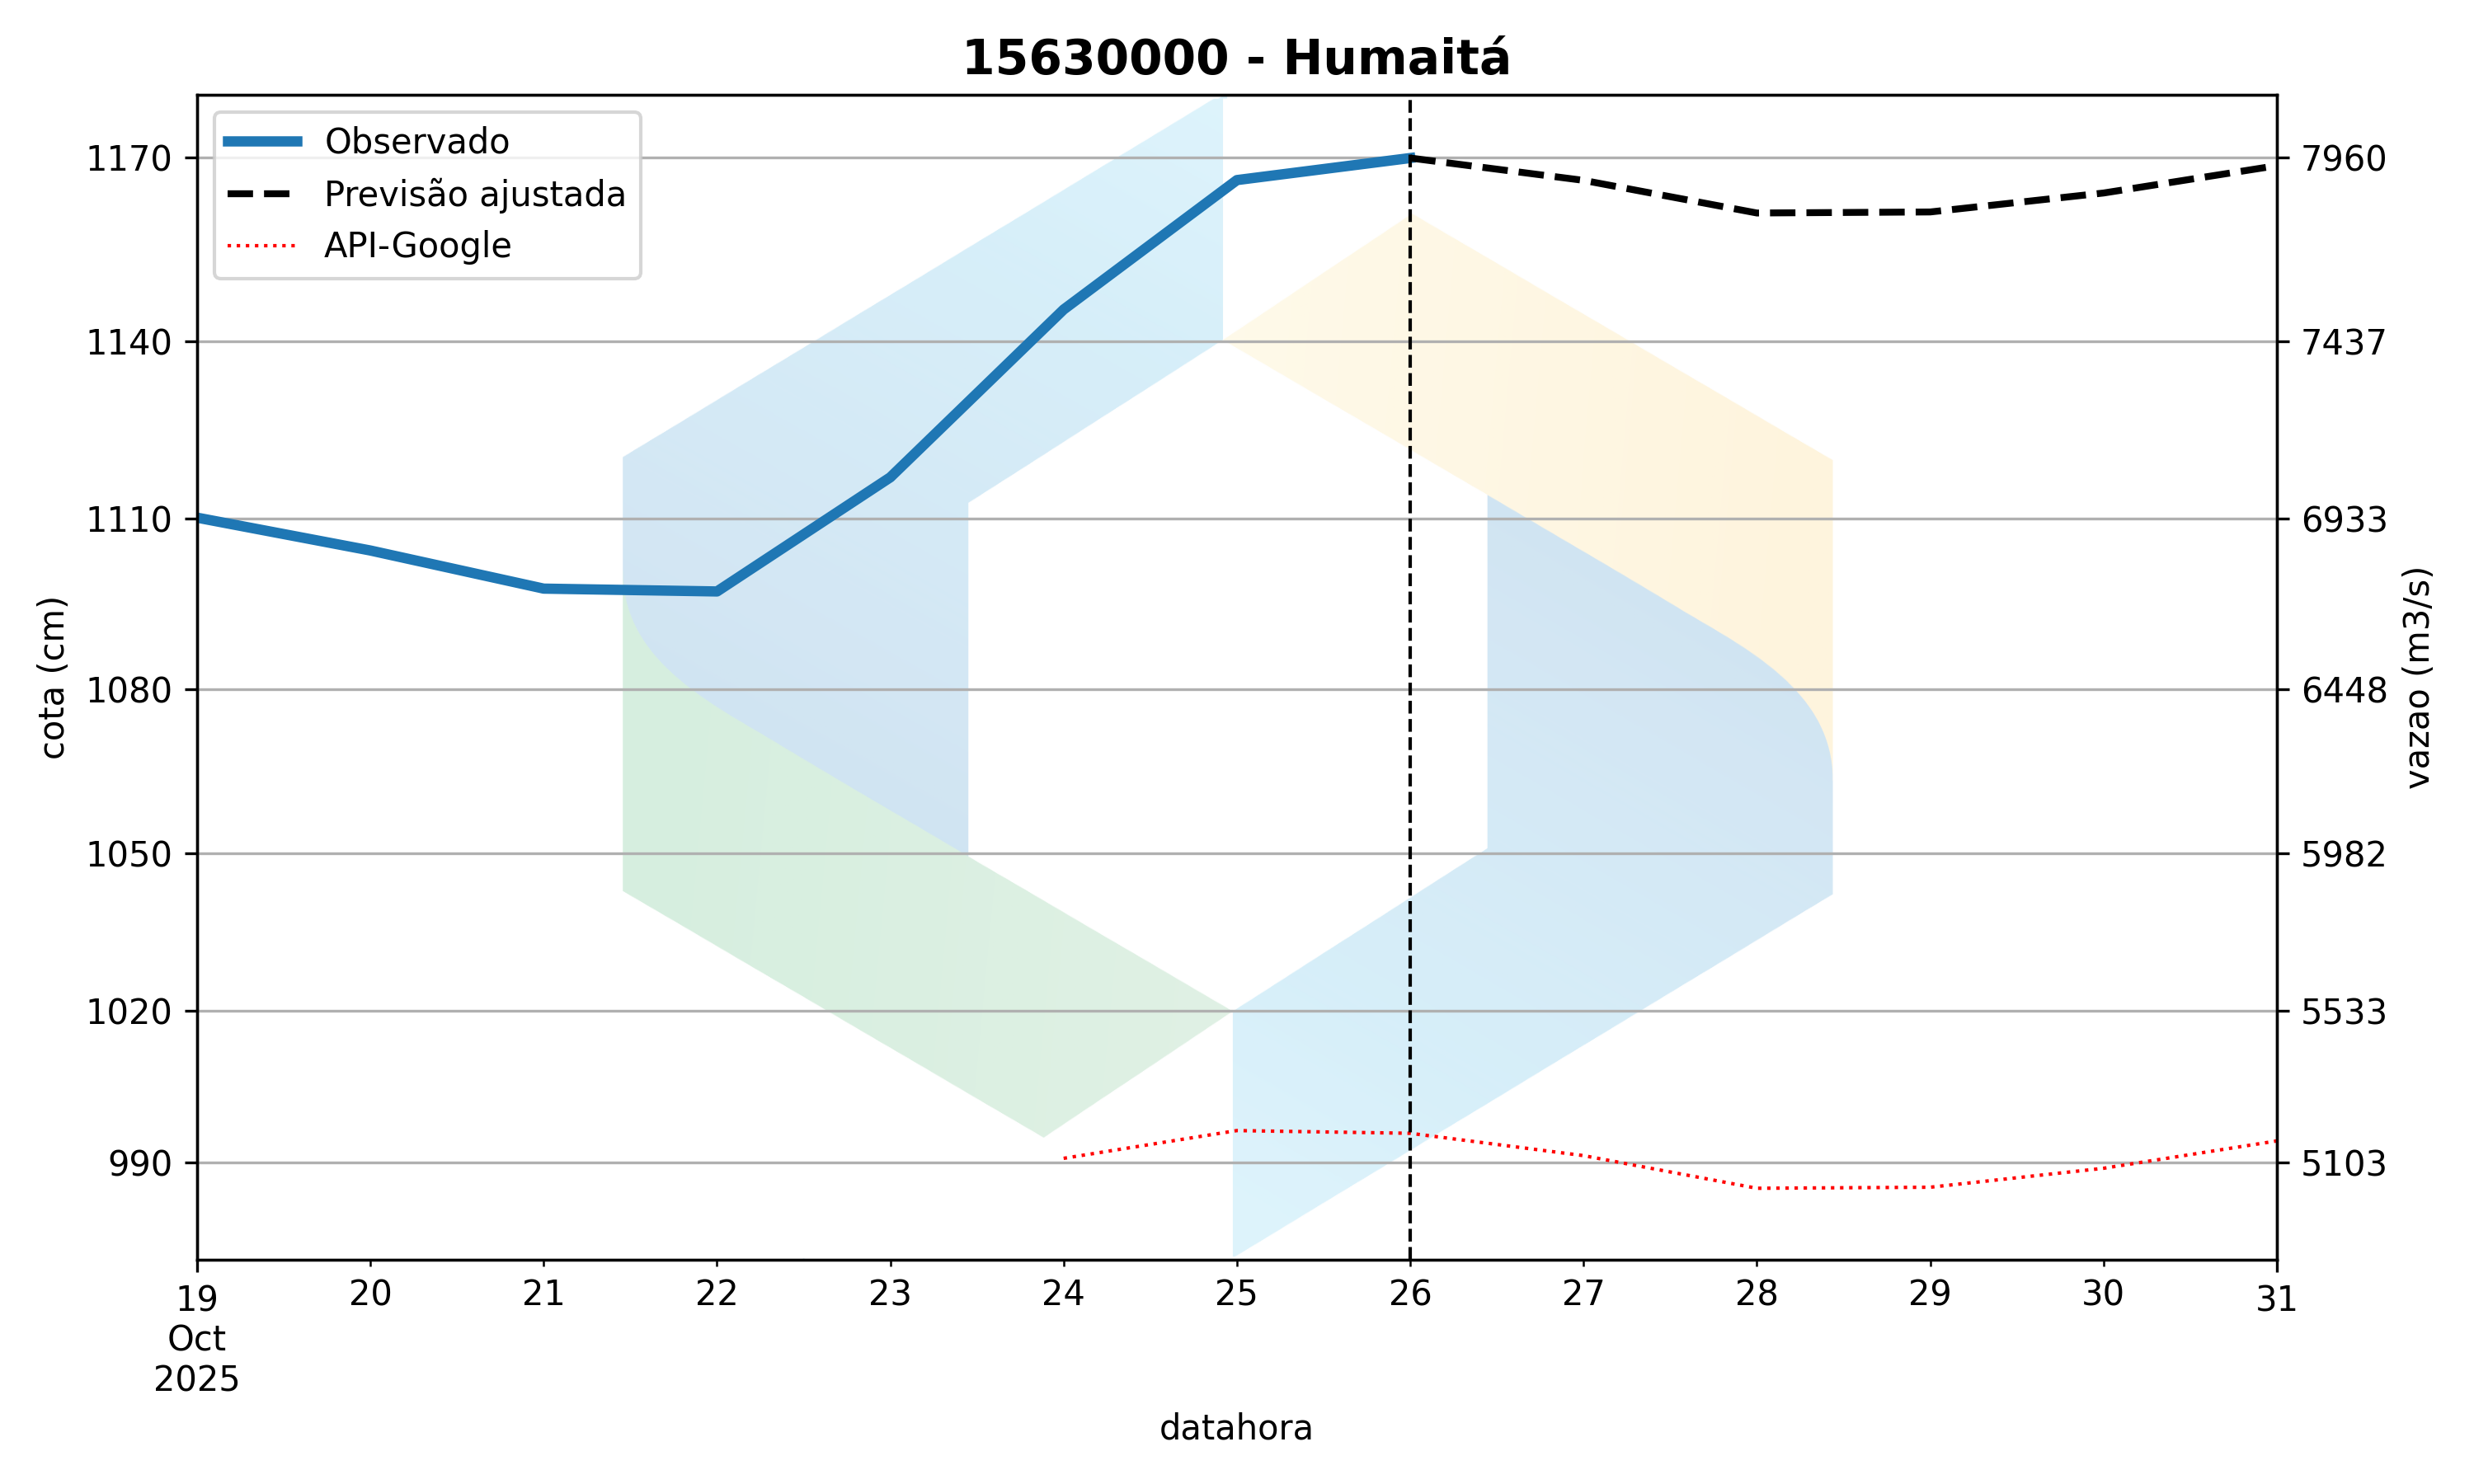 15630000 - Humaitá
Observado
Previsão ajustada
API-Google
1170
1140
1110
1080
1050
1020
990
cota (cm)
7960
7437
6933
6448
5982
5533
5103
vazao (m3/s)
19 20 21 22 23 24 25 26 27 28 29 30 31
Oct
2025
datahora